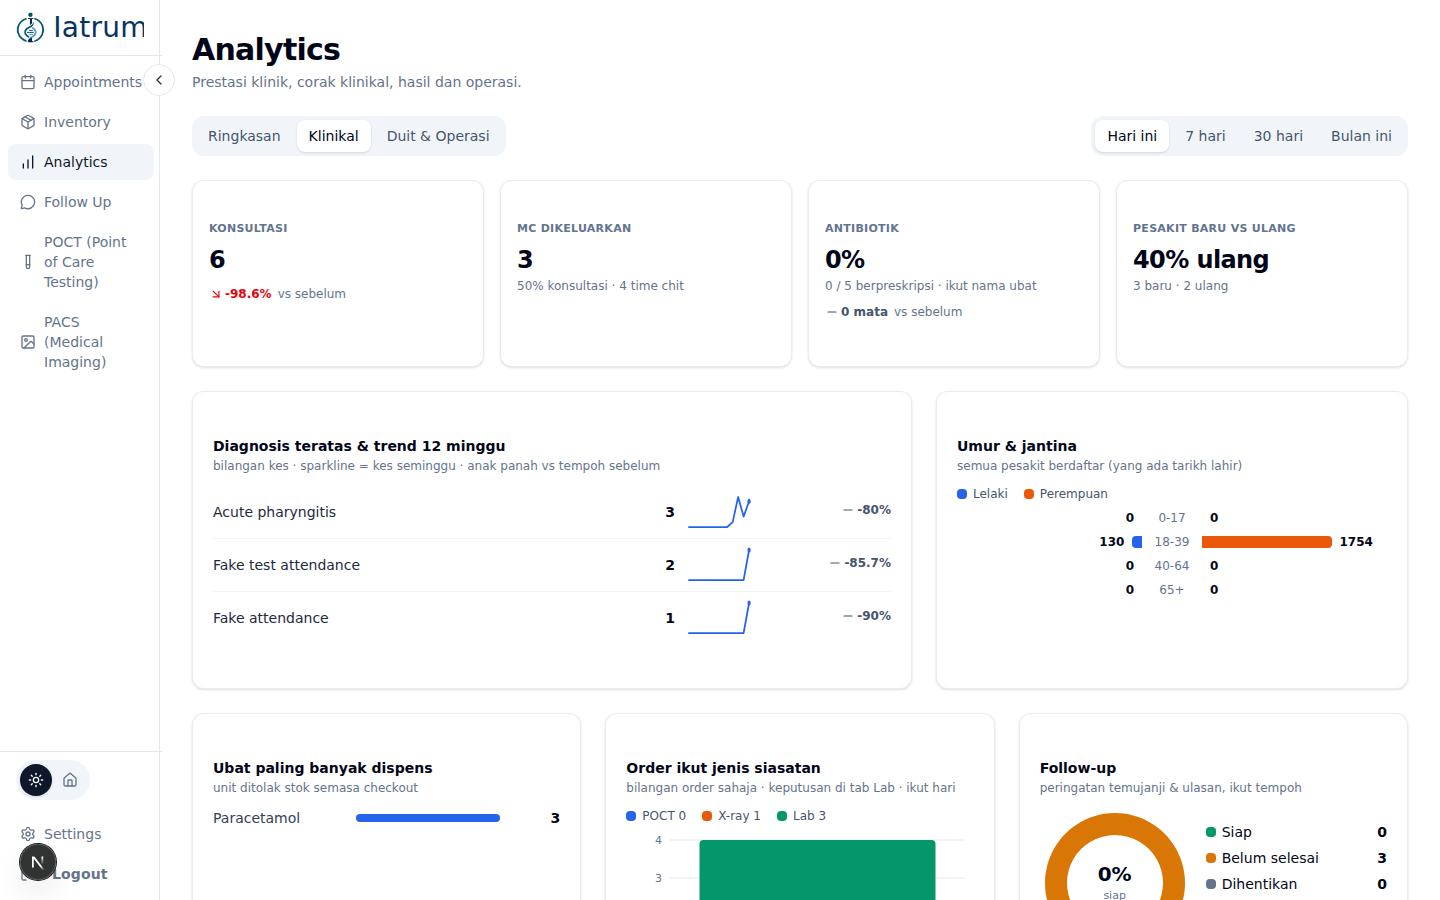 Iatrum
Appointments
Inventory
Analytics
Follow Up
POCT (Point
of Care
Testing)
PACS
(Medical
Imaging)
Settings
Logout
Analytics
Prestasi klinik, corak klinikal, hasil dan operasi.
Ringkasan
Klinikal
Duit & Operasi
Hari ini
7 hari
30 hari
Bulan ini
KONSULTASI
6
-98.6% vs sebelum
MC DIKELUARKAN
3
50% konsultasi · 4 time chit
ANTIBIOTIK
0%
0 / 5 berpreskripsi · ikut nama ubat
0 mata vs sebelum
PESAKIT BARU VS ULANG
40% ulang
3 baru · 2 ulang
Diagnosis teratas & trend 12 minggu
bilangan kes · sparkline = kes seminggu · anak panah vs tempoh sebelum
Acute pharyngitis 3 -80%
Fake test attendance 2 -85.7%
Fake attendance 1 -90%
Umur & jantina
semua pesakit berdaftar (yang ada tarikh lahir)
Lelaki Perempuan
0 0-17 0
130 18-39 1754
0 40-64 0
0 65+ 0
Ubat paling banyak dispens
unit ditolak stok semasa checkout
Paracetamol 3
Order ikut jenis siasatan
bilangan order sahaja · keputusan di tab Lab · ikut hari
POCT 0 X-ray 1 Lab 3
4
3
Follow-up
peringatan temujanji & ulasan, ikut tempoh
0%
siap
Siap 0
Belum selesai 3
Dihentikan 0